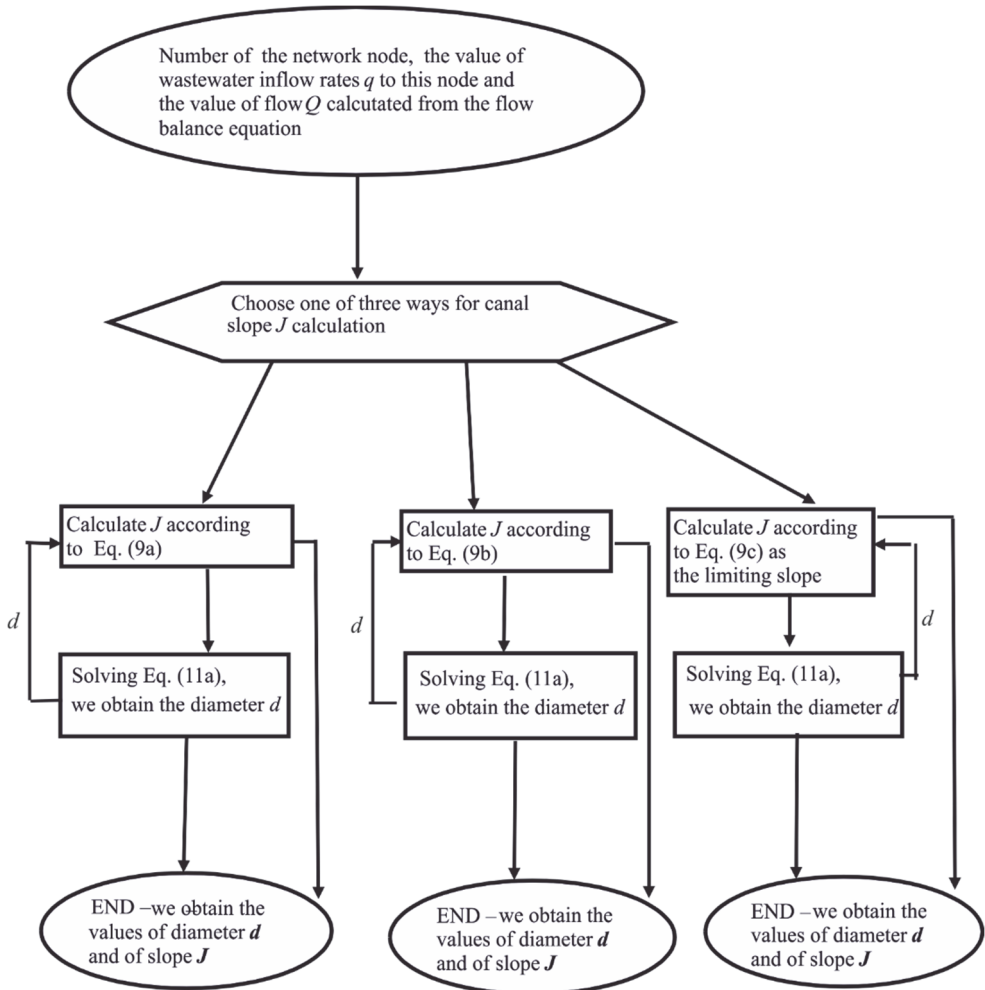 Number of the network node, the value of
wastewater inflow rates q to this node and
the value of flow Q calcutated from the flow
balance equation
Choose one of three ways for canal
slope J calculation
Calculate J according
to Eq. (9a)
Calculate J according
to Eq. (9b)
Calculate J according
to Eq. (9c) as
the limiting slope
d
d
d
Solving Eq. (11a),
we obtain the diameter d
Solving Eq. (11a),
we obtain the diameter d
Solving Eq. (11a),
we obtain the diameter d
END –we obtain the
values of diameter d
and of slope J
END –we obtain the
values of diameter d
and of slope J
END –we obtain the
values of diameter d
and of slope J